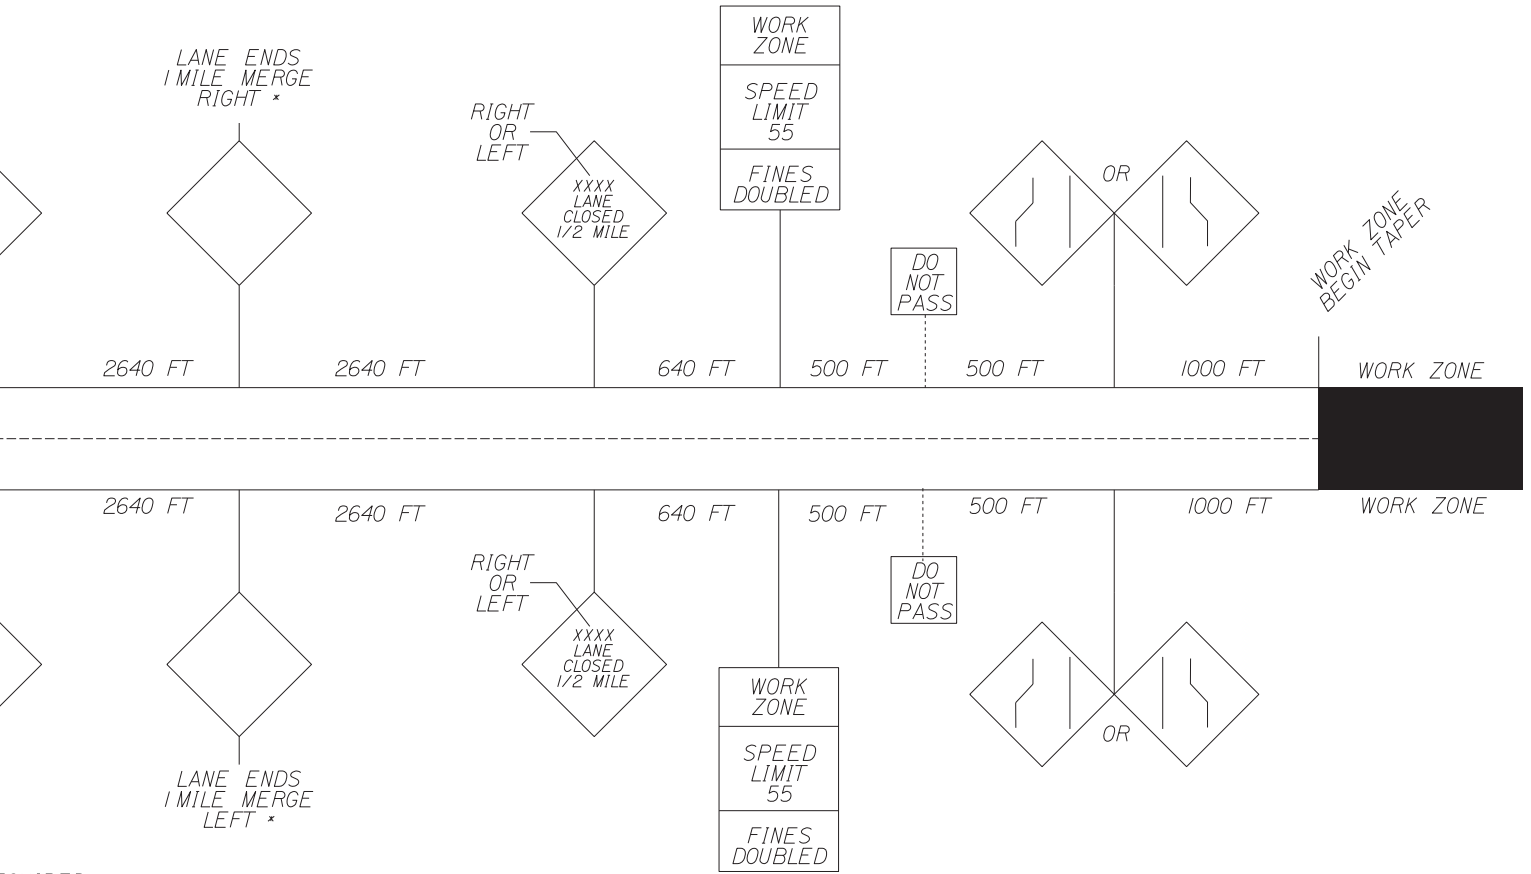 WORK
ZONE
SPEED
LIMIT
55
FINES
DOUBLED
LANE ENDS
1 MILE MERGE
RIGHT *
RIGHT
OR
LEFT
XXXX
LANE
CLOSED
1/2 MILE
OR
DO
NOT
PASS
WORK ZONE
BEGIN TAPER
2640 FT
2640 FT
640 FT
500 FT
500 FT
1000 FT
WORK ZONE
2640 FT
2640 FT
640 FT
500 FT
500 FT
1000 FT
WORK ZONE
RIGHT
OR
LEFT
XXXX
LANE
CLOSED
1/2 MILE
DO
NOT
PASS
WORK
ZONE
SPEED
LIMIT
55
FINES
DOUBLED
OR
LANE ENDS
1 MILE MERGE
LEFT *